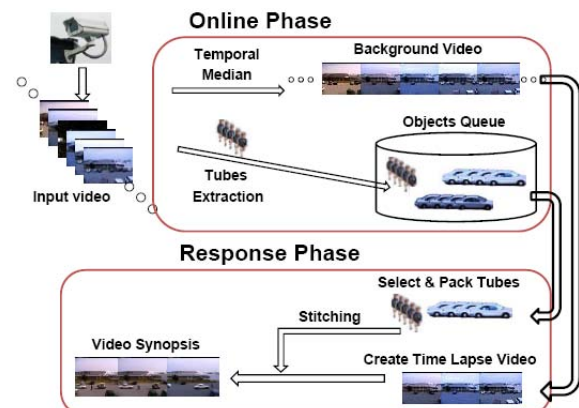 Online Phase
Temporal
Median
Background Video
Objects Queue
Tubes
Extraction
Input video
Response Phase
Select & Pack Tubes
Stitching
Video Synopsis
Create Time Lapse Video